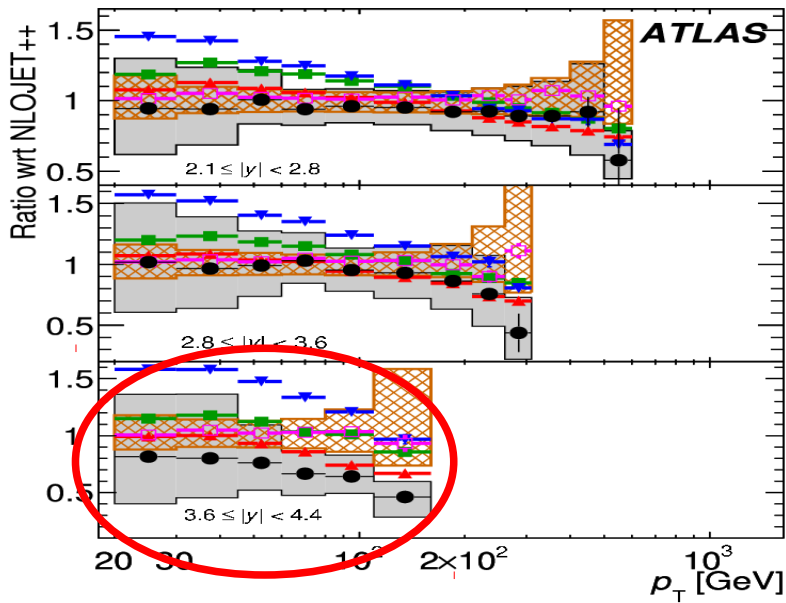 Ratio wrt NLOJET++
ATLAS
1.5
1
0.5
2.1 ≤ |y| < 2.8
1.5
1
0.5
2.8 ≤ |y| < 3.6
1.5
1
0.5
3.6 ≤ |y| < 4.4
20 30 10² 2×10² 10³
p_T [GeV]